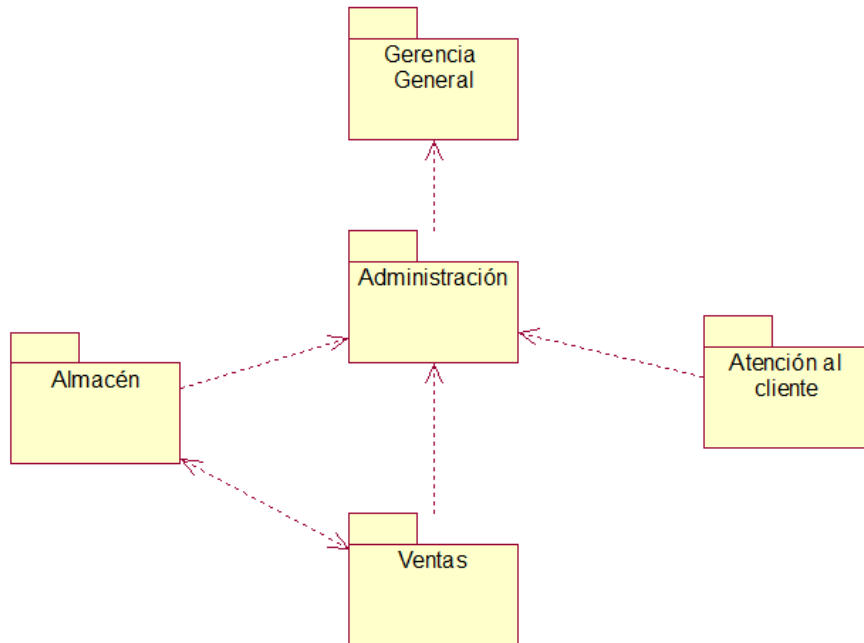 Gerencia
General
Administración
Almacén
Atención al
cliente
Ventas